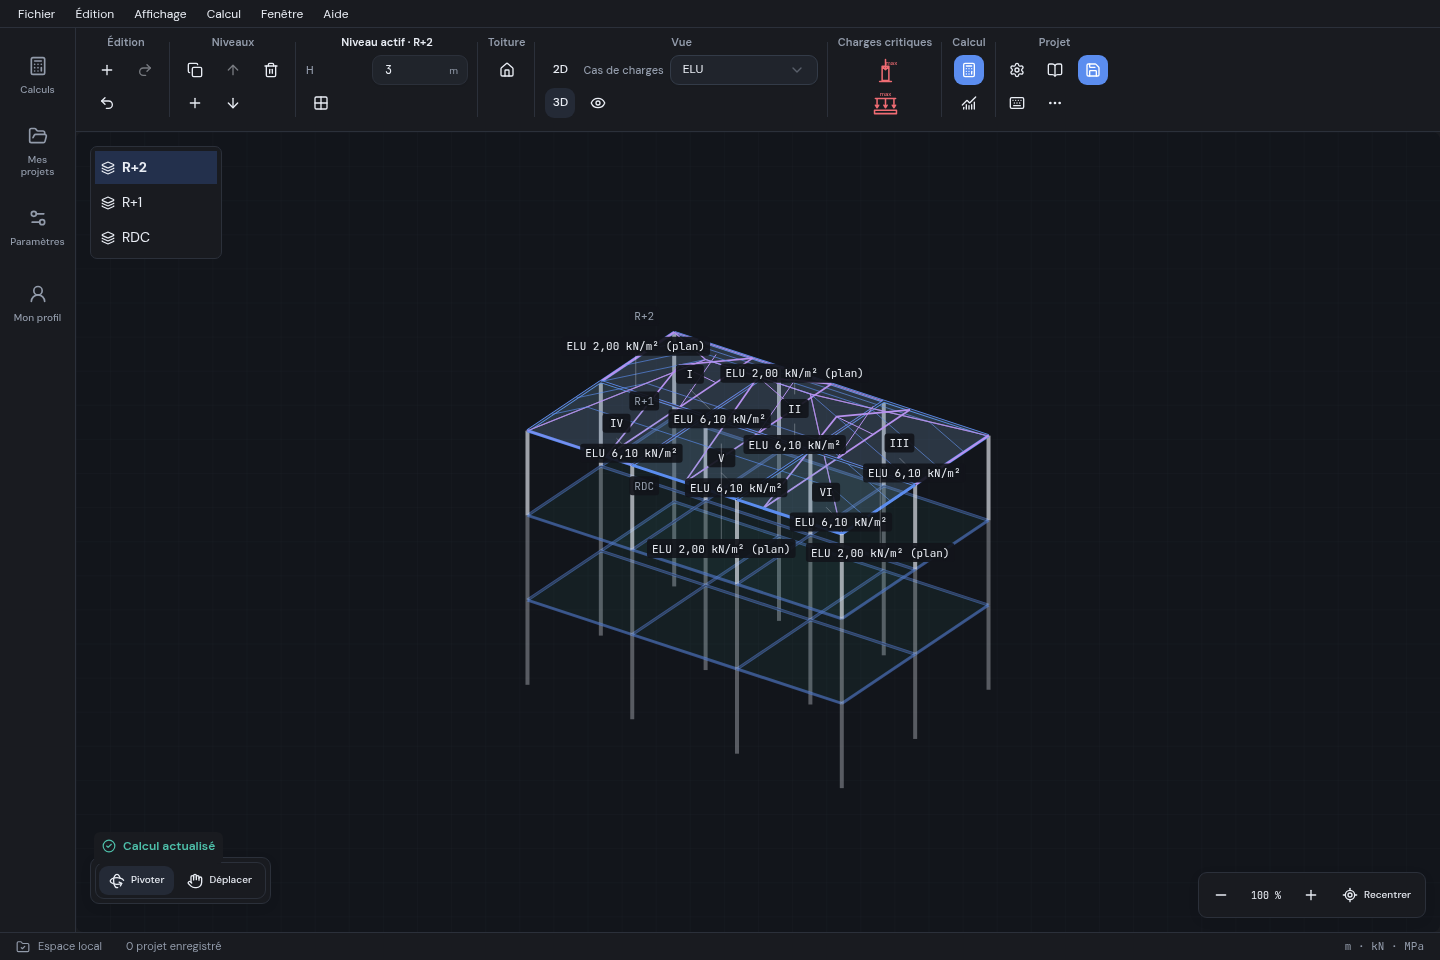 Fichier Édition Affichage Calcul Fenêtre Aide
Édition
Niveaux
Niveau actif · R+2
Toiture
Vue
Charges critiques
Calcul
Projet
H
3
m
2D
Cas de charges
ELU
3D
max
max
Calculs
Mes
projets
Paramètres
Mon profil
R+2
R+1
RDC
R+2
ELU 2,00 kN/m² (plan)
I
ELU 2,00 kN/m² (plan)
R+1
II
IV
ELU 6,10 kN/m²
ELU 6,10 kN/m²
III
ELU 6,10 kN/m²
V
ELU 6,10 kN/m²
RDC
ELU 6,10 kN/m²
VI
ELU 6,10 kN/m²
ELU 2,00 kN/m² (plan)
ELU 2,00 kN/m² (plan)
Calcul actualisé
Pivoter
Déplacer
100 %
Recentrer
Espace local
0 projet enregistré
m · kN · MPa